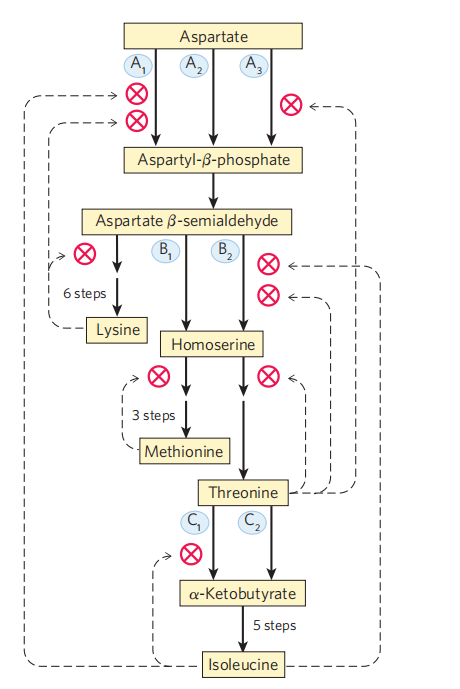 Aspartate
A₁ A₂ A₃
Aspartyl-β-phosphate
Aspartate β-semialdehyde
B₁ B₂
6 steps
Lysine
Homoserine
3 steps
Methionine
Threonine
C₁ C₂
α-Ketobutyrate
5 steps
Isoleucine